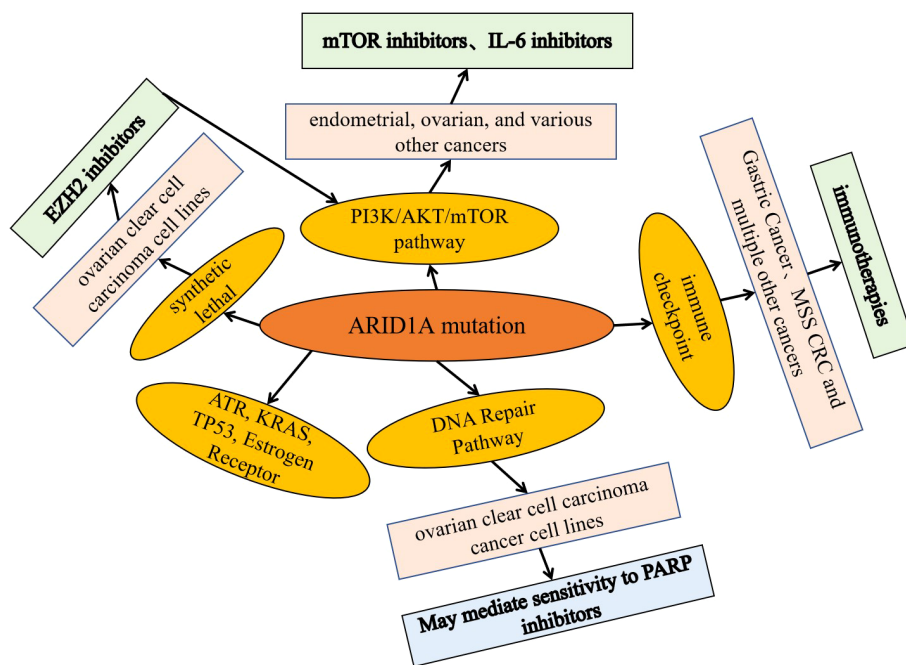 mTOR inhibitors、IL-6 inhibitors
endometrial, ovarian, and various
other cancers
EZH2 inhibitors
ovarian clear cell
carcinoma cell lines
PI3K/AKT/mTOR
pathway
synthetic
lethal
ARID1A mutation
immune
checkpoint
Gastric Cancer、MSS CRC and
multiple other cancers
immunotherapies
ATR, KRAS,
TP53, Estrogen
Receptor
DNA Repair
Pathway
ovarian clear cell carcinoma
cancer cell lines
May mediate sensitivity to PARP
inhibitors